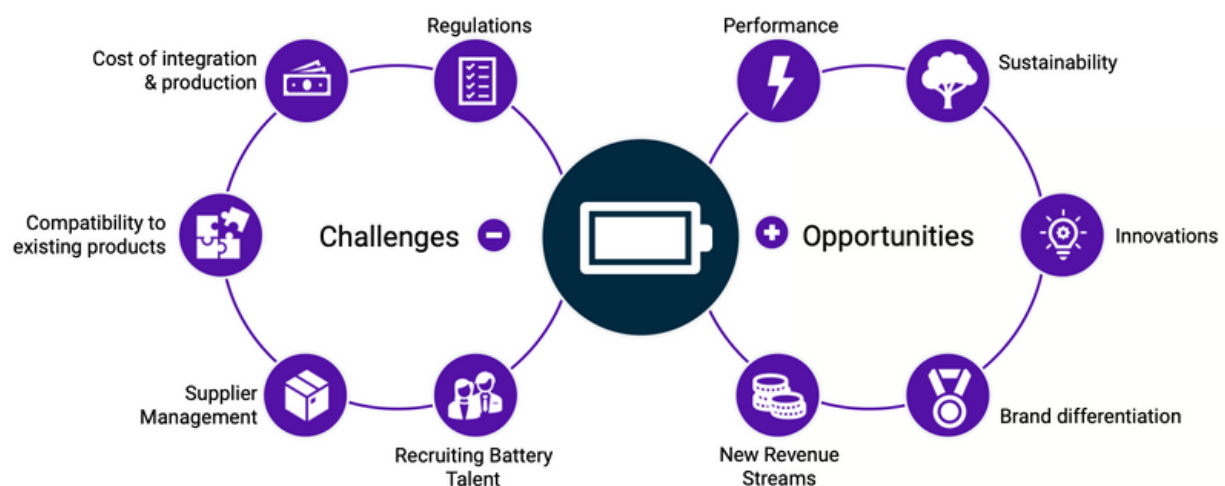 Regulations
Cost of integration
& production
Compatibility to
existing products
Supplier
Management
Recruiting Battery
Talent
Challenges
Performance
Sustainability
Innovations
Brand differentiation
New Revenue
Streams
Opportunities